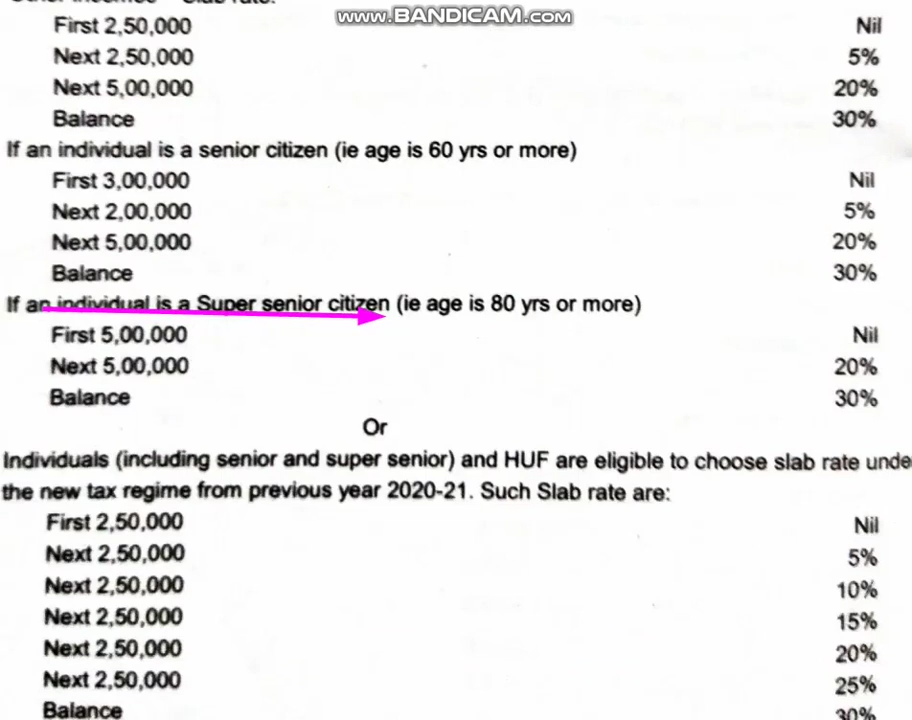 www.BANDICAM.com
Slab rate.
First 2,50,000 Nil
Next 2,50,000 5%
Next 5,00,000 20%
Balance 30%
If an individual is a senior citizen (ie age is 60 yrs or more)
First 3,00,000 Nil
Next 2,00,000 5%
Next 5,00,000 20%
Balance 30%
If an individual is a Super senior citizen (ie age is 80 yrs or more)
First 5,00,000 Nil
Next 5,00,000 20%
Balance 30%
Or
Individuals (including senior and super senior) and HUF are eligible to choose slab rate unde
the new tax regime from previous year 2020-21. Such Slab rate are:
First 2,50,000 Nil
Next 2,50,000 5%
Next 2,50,000 10%
Next 2,50,000 15%
Next 2,50,000 20%
Next 2,50,000 25%
Balance 30%